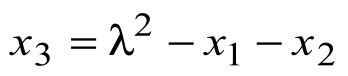 x₃ = λ² − x₁ − x₂